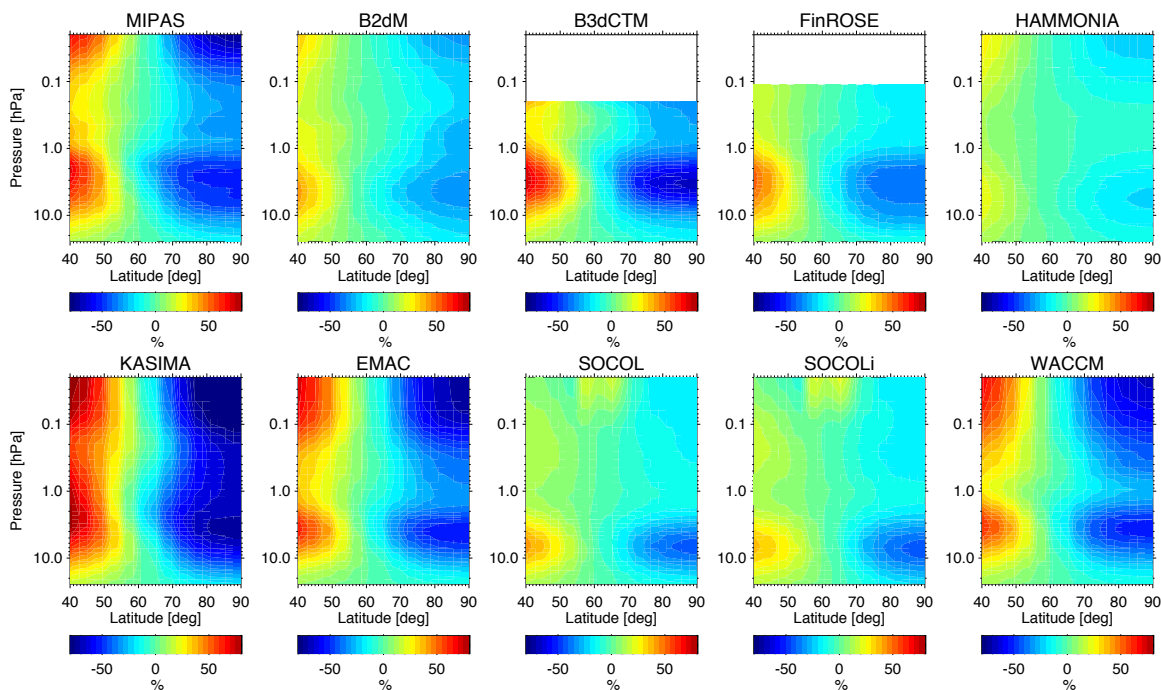 MIPAS B2dM B3dCTM FinROSE HAMMONIA
Pressure [hPa]
0.1
1.0
10.0
0.1
1.0
10.0
0.1
1.0
10.0
0.1
1.0
10.0
0.1
1.0
10.0
40 50 60 70 80 90 40 50 60 70 80 90 40 50 60 70 80 90 40 50 60 70 80 90 40 50 60 70 80 90
Latitude [deg] Latitude [deg] Latitude [deg] Latitude [deg] Latitude [deg]
-50 0 50 -50 0 50 -50 0 50 -50 0 50 -50 0 50
% % % % %
KASIMA EMAC SOCOL SOCOLi WACCM
Pressure [hPa]
0.1
1.0
10.0
0.1
1.0
10.0
0.1
1.0
10.0
0.1
1.0
10.0
0.1
1.0
10.0
40 50 60 70 80 90 40 50 60 70 80 90 40 50 60 70 80 90 40 50 60 70 80 90 40 50 60 70 80 90
Latitude [deg] Latitude [deg] Latitude [deg] Latitude [deg] Latitude [deg]
-50 0 50 -50 0 50 -50 0 50 -50 0 50 -50 0 50
% % % % %